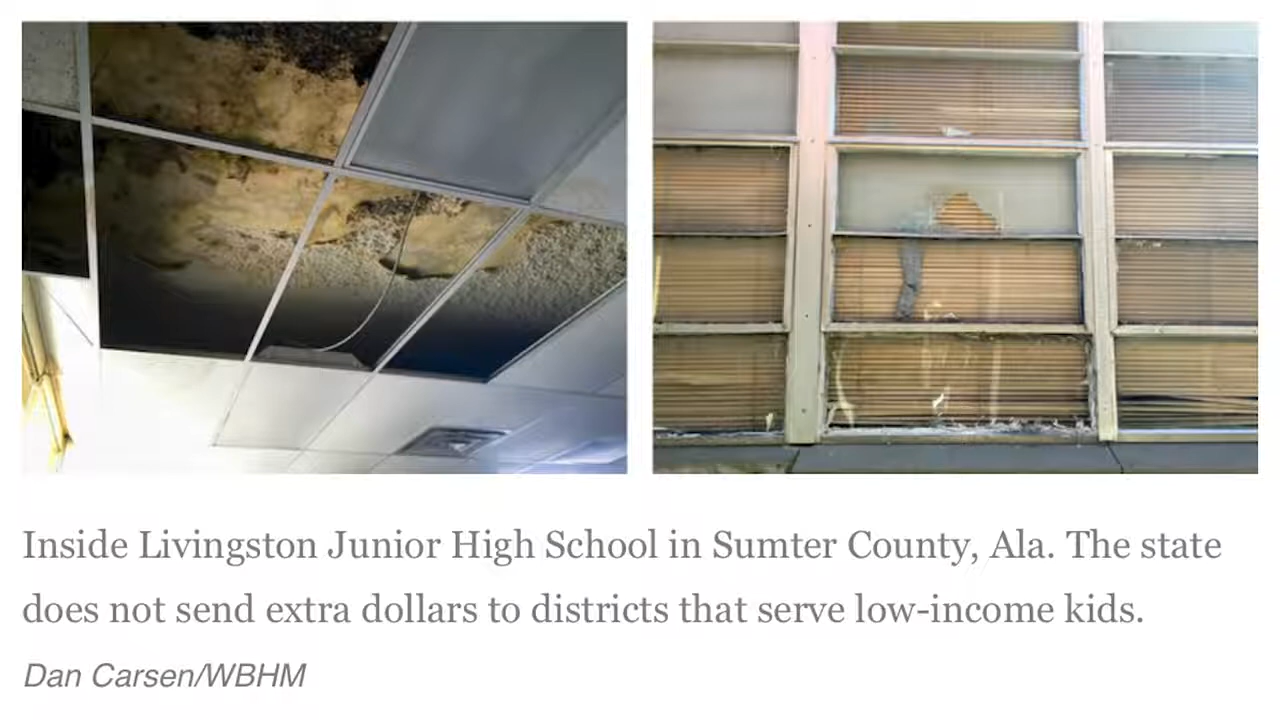 Inside Livingston Junior High School in Sumter County, Ala. The state
does not send extra dollars to districts that serve low-income kids.
Dan Carsen/WBHM